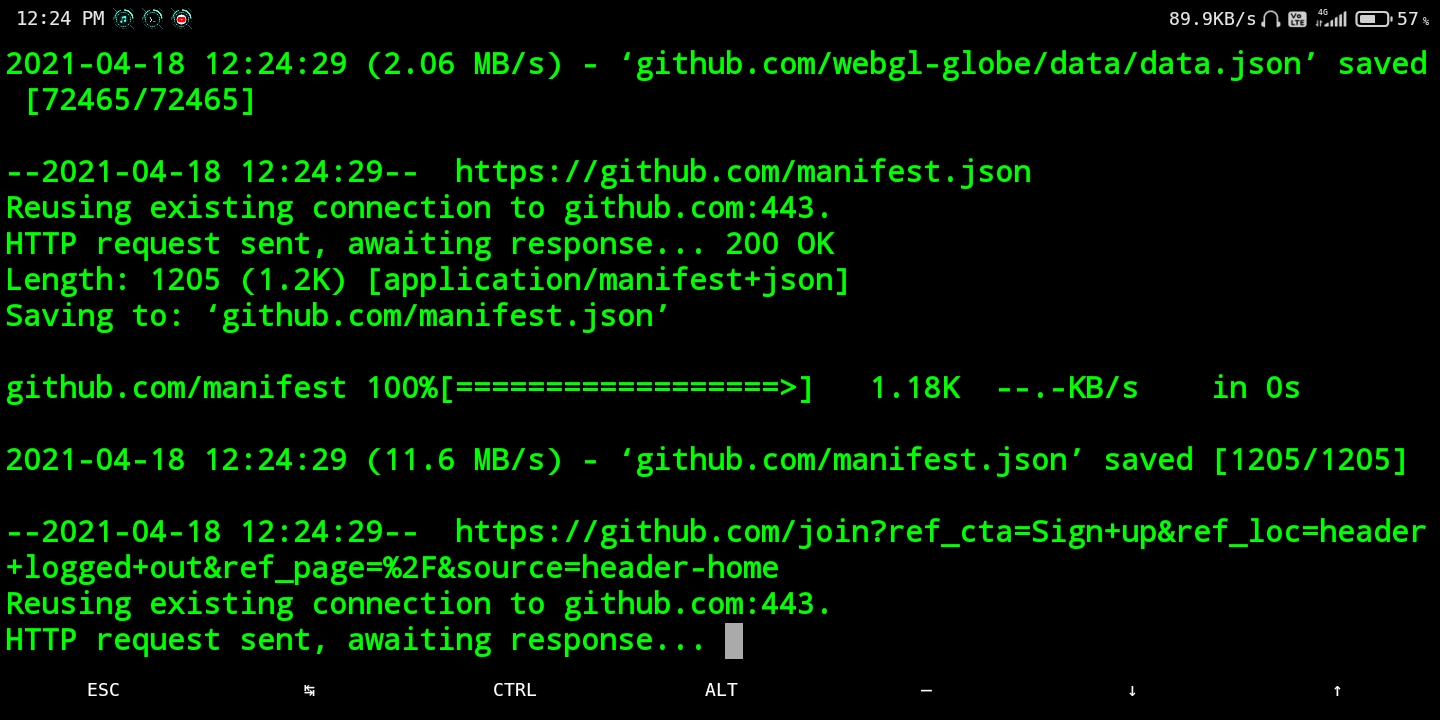 12:24 PM 89.9KB/s Vo LTE 4G 57 %
2021-04-18 12:24:29 (2.06 MB/s) - ‘github.com/webgl-globe/data/data.json’ saved
 [72465/72465]
--2021-04-18 12:24:29--  https://github.com/manifest.json
Reusing existing connection to github.com:443.
HTTP request sent, awaiting response... 200 OK
Length: 1205 (1.2K) [application/manifest+json]
Saving to: ‘github.com/manifest.json’
github.com/manifest 100%[==================>]   1.18K  --.-KB/s    in 0s
2021-04-18 12:24:29 (11.6 MB/s) - ‘github.com/manifest.json’ saved [1205/1205]
--2021-04-18 12:24:29--  https://github.com/join?ref_cta=Sign+up&ref_loc=header
+logged+out&ref_page=%2F&source=header-home
Reusing existing connection to github.com:443.
HTTP request sent, awaiting response...
ESC ↹ CTRL ALT — ↓ ↑